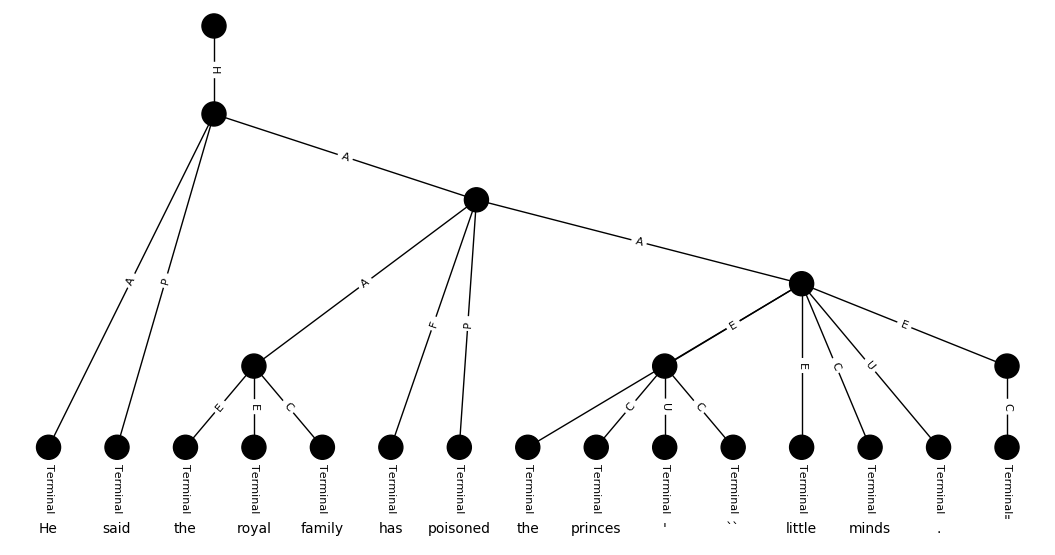 H
A
A
A P
A
F P
E
E
E C U
E E C
C U C
C
Terminal Terminal Terminal Terminal Terminal Terminal Terminal Terminal Terminal Terminal Terminal Terminal Terminal Terminal Terminal
He said the royal family has poisoned the princes ' `` little minds .